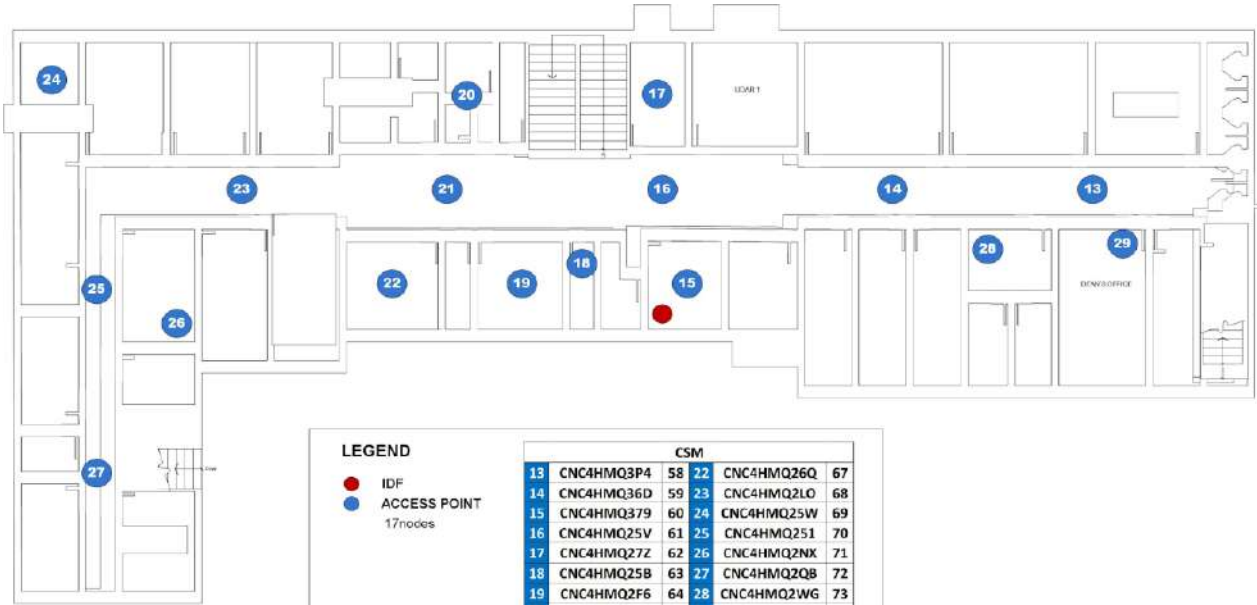 24
20
17
LIDAR 1
23
21
16
14
13
28
29
22
19
18
15
25
26
DEAN'S OFFICE
27
LEGEND
IDF
ACCESS POINT
17nodes
CSM
13 CNC4HMQ3P4 58 22 CNC4HMQ26Q 67
14 CNC4HMQ36D 59 23 CNC4HMQ2LO 68
15 CNC4HMQ379 60 24 CNC4HMQ25W 69
16 CNC4HMQ25V 61 25 CNC4HMQ251 70
17 CNC4HMQ27Z 62 26 CNC4HMQ2NX 71
18 CNC4HMQ25B 63 27 CNC4HMQ2QB 72
19 CNC4HMQ2F6 64 28 CNC4HMQ2WG 73